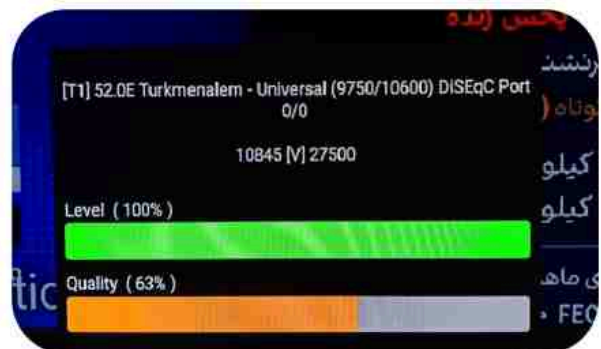 پخش زنده
[T1] 52.0E Turkmenalem - Universal (9750/10600) DiSEqC Port
0/0
10845 [V] 27500
Level ( 100% )
Quality ( 63% )
کیلو
کیلو
tic
FEC